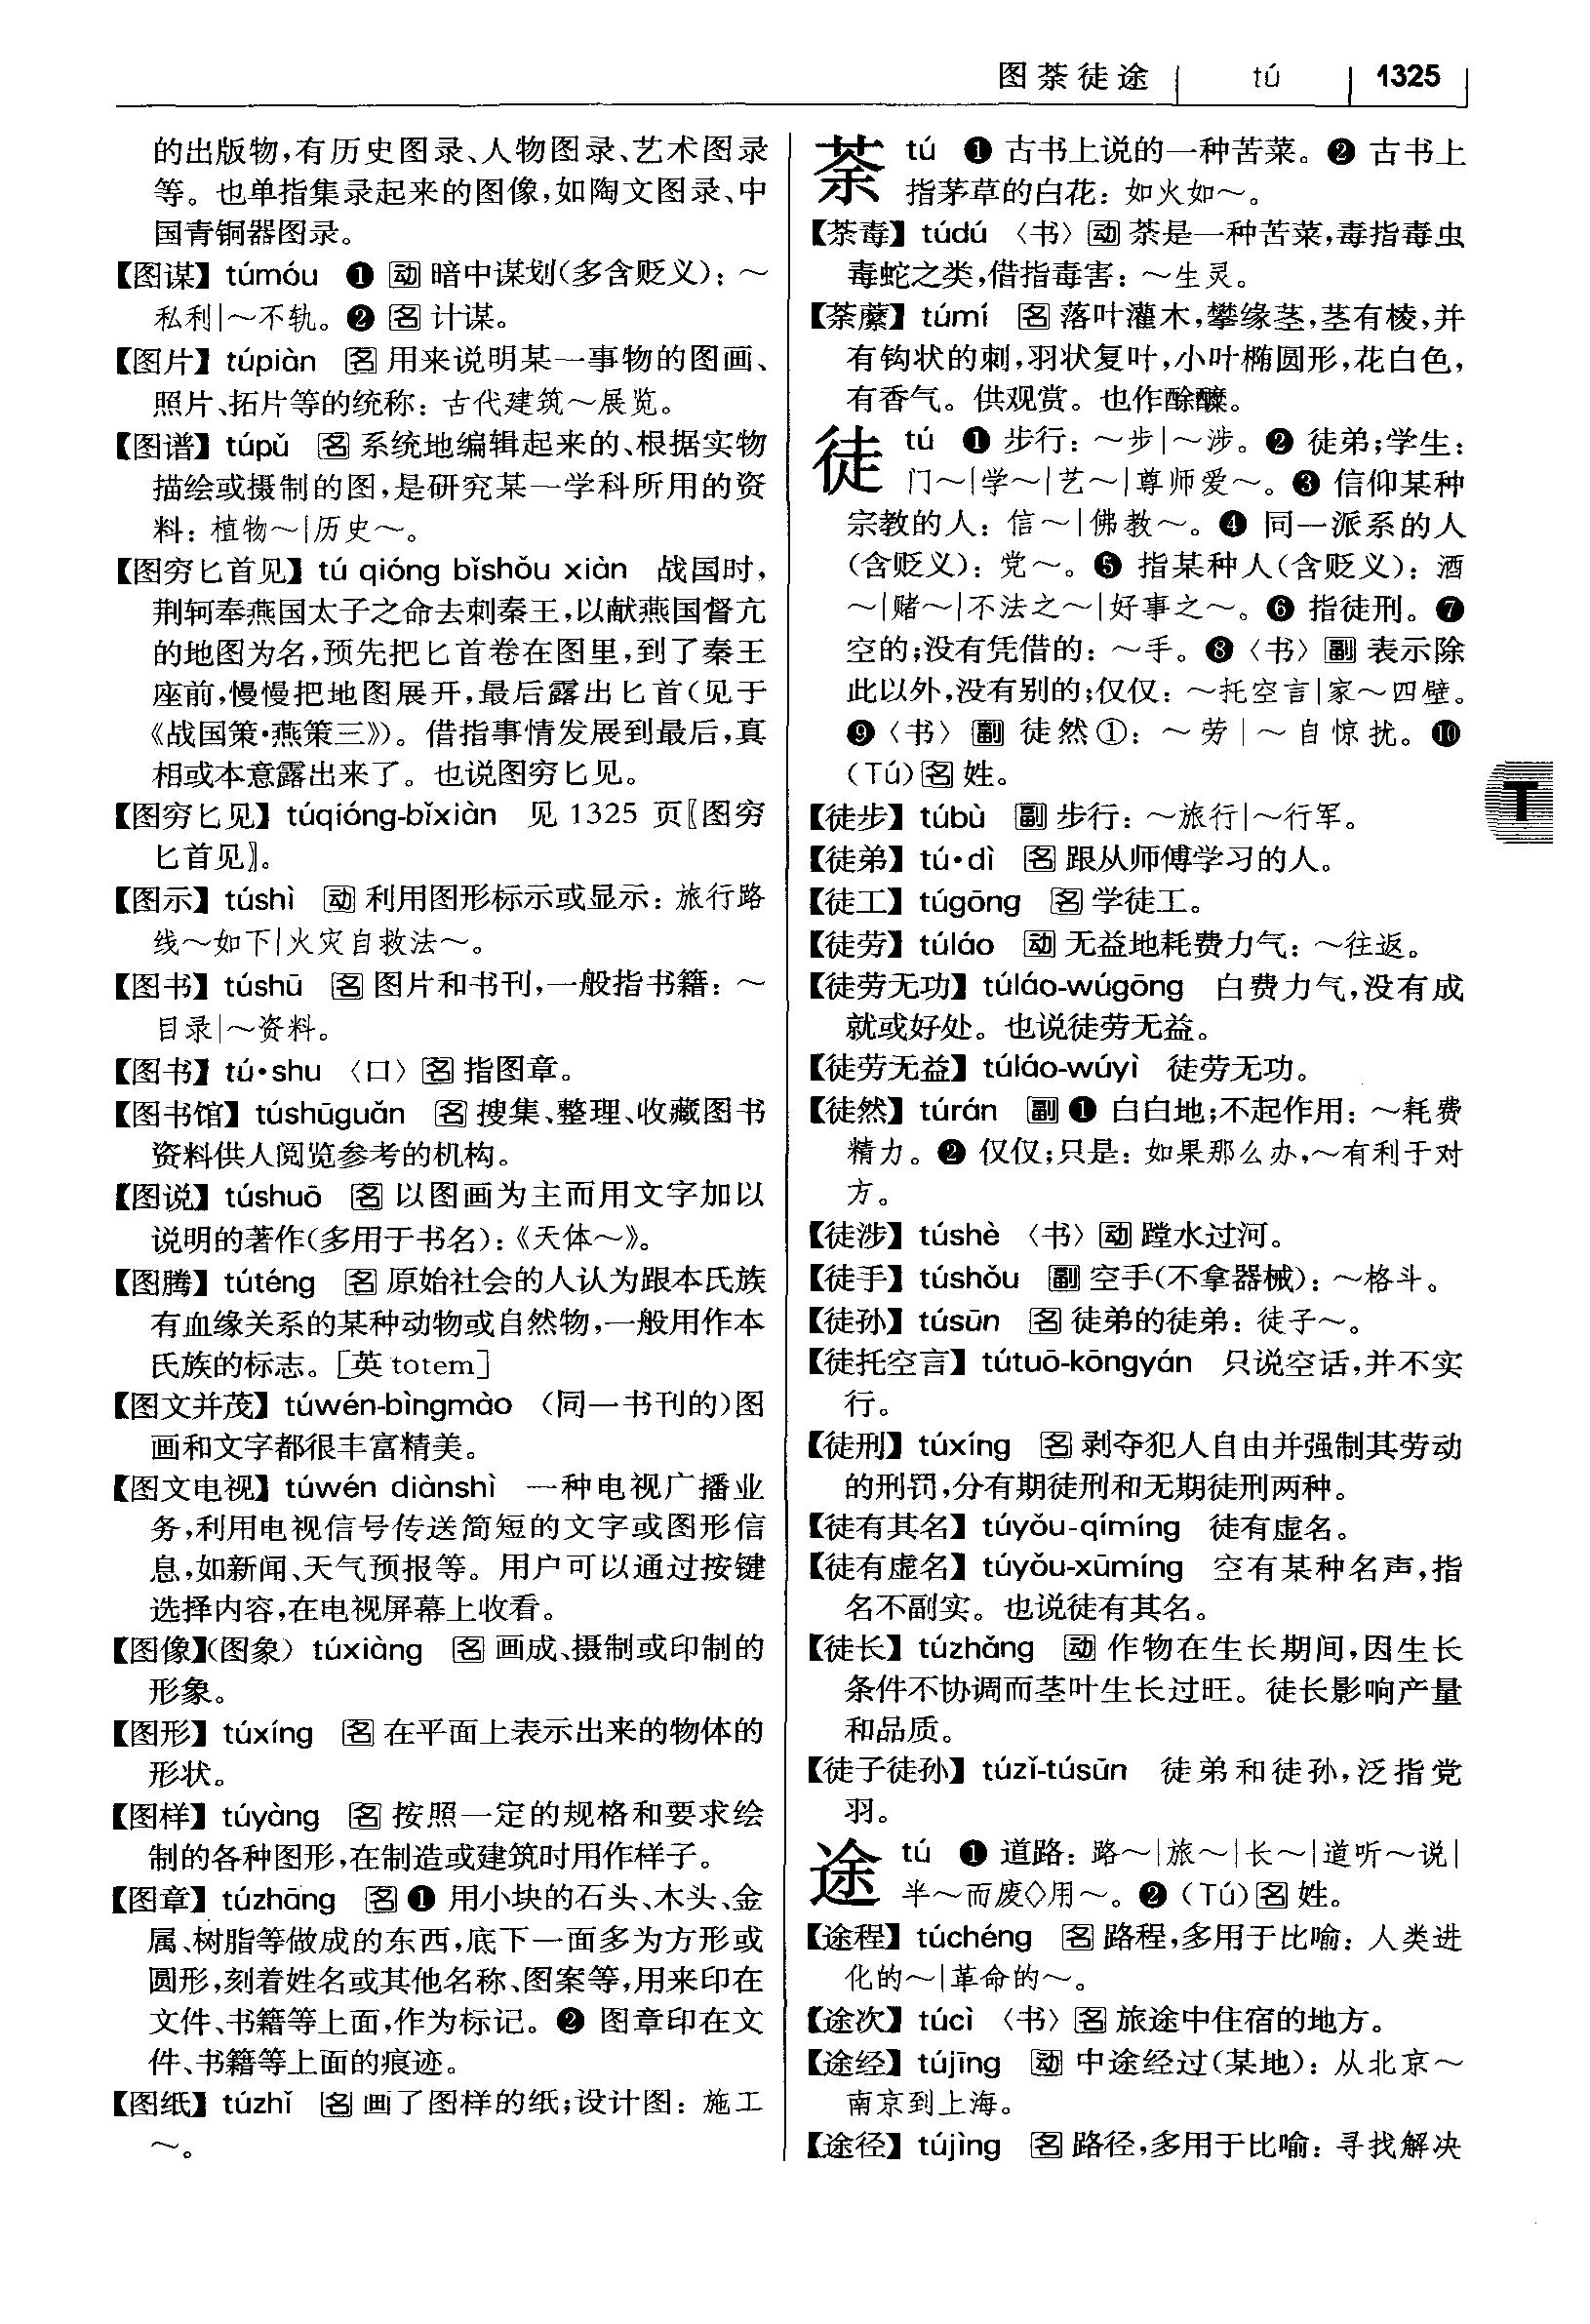 图荼徒途 | tú | 1325
的出版物,有历史图录、人物图录、艺术图录
等。也单指集录起来的图像,如陶文图录、中
国青铜器图录。
【图谋】 túmóu ❶ 动 暗中谋划(多含贬义): ～
私利|～不轨。❷ 名 计谋。
【图片】 túpiàn 名 用来说明某一事物的图画、
照片、拓片等的统称: 古代建筑～展览。
【图谱】 túpǔ 名 系统地编辑起来的、根据实物
描绘或摄制的图,是研究某一学科所用的资
料: 植物～|历史～。
【图穷匕首见】 tú qióng bǐshǒu xiàn 战国时,
荆轲奉燕国太子之命去刺秦王,以献燕国督亢
的地图为名,预先把匕首卷在图里,到了秦王
座前,慢慢把地图展开,最后露出匕首(见于
《战国策·燕策三》)。借指事情发展到最后,真
相或本意露出来了。也说图穷匕见。
【图穷匕见】 túqióng-bǐxiàn 见 1325 页〖图穷
匕首见〗。
【图示】 túshì 动 利用图形标示或显示: 旅行路
线～如下|火灾自救法～。
【图书】 túshū 名 图片和书刊,一般指书籍: ～
目录|～资料。
【图书】 tú·shu 〈口〉 名 指图章。
【图书馆】 túshūguǎn 名 搜集、整理、收藏图书
资料供人阅览参考的机构。
【图说】 túshuō 名 以图画为主而用文字加以
说明的著作(多用于书名):《天体～》。
【图腾】 túténg 名 原始社会的人认为跟本氏族
有血缘关系的某种动物或自然物,一般用作本
氏族的标志。[英 totem]
【图文并茂】 túwén-bìngmào (同一书刊的)图
画和文字都很丰富精美。
【图文电视】 túwén diànshì 一种电视广播业
务,利用电视信号传送简短的文字或图形信
息,如新闻、天气预报等。用户可以通过按键
选择内容,在电视屏幕上收看。
【图像】(图象) túxiàng 名 画成、摄制或印制的
形象。
【图形】 túxíng 名 在平面上表示出来的物体的
形状。
【图样】 túyàng 名 按照一定的规格和要求绘
制的各种图形,在制造或建筑时用作样子。
【图章】 túzhāng 名 ❶ 用小块的石头、木头、金
属、树脂等做成的东西,底下一面多为方形或
圆形,刻着姓名或其他名称、图案等,用来印在
文件、书籍等上面,作为标记。❷ 图章印在文
件、书籍等上面的痕迹。
【图纸】 túzhǐ 名 画了图样的纸;设计图: 施工
～。
荼 tú ❶ 古书上说的一种苦菜。❷ 古书上
指茅草的白花: 如火如～。
【荼毒】 túdú 〈书〉 动 荼是一种苦菜,毒指毒虫
毒蛇之类,借指毒害: ～生灵。
【荼蘼】 túmí 名 落叶灌木,攀缘茎,茎有棱,并
有钩状的刺,羽状复叶,小叶椭圆形,花白色,
有香气。供观赏。也作酴醾。
徒 tú ❶ 步行: ～步|～涉。❷ 徒弟;学生:
门～|学～|艺～|尊师爱～。❸ 信仰某种
宗教的人: 信～|佛教～。❹ 同一派系的人
(含贬义): 党～。❺ 指某种人(含贬义): 酒
～|赌～|不法之～|好事之～。❻ 指徒刑。❼
空的;没有凭借的: ～手。❽〈书〉 副 表示除
此以外,没有别的;仅仅: ～托空言|家～四壁。
❾〈书〉 副 徒然①: ～劳|～自惊扰。❿
(Tú) 名 姓。
【徒步】 túbù 副 步行: ～旅行|～行军。
【徒弟】 tú·dì 名 跟从师傅学习的人。
【徒工】 túgōng 名 学徒工。
【徒劳】 túláo 动 无益地耗费力气: ～往返。
【徒劳无功】 túláo-wúgōng 白费力气,没有成
就或好处。也说徒劳无益。
【徒劳无益】 túláo-wúyì 徒劳无功。
【徒然】 túrán 副 ❶ 白白地;不起作用: ～耗费
精力。❷ 仅仅;只是: 如果那么办,～有利于对
方。
【徒涉】 túshè 〈书〉 动 蹚水过河。
【徒手】 túshǒu 副 空手(不拿器械): ～格斗。
【徒孙】 túsūn 名 徒弟的徒弟: 徒子～。
【徒托空言】 tútuō-kōngyán 只说空话,并不实
行。
【徒刑】 túxíng 名 剥夺犯人自由并强制其劳动
的刑罚,分有期徒刑和无期徒刑两种。
【徒有其名】 túyǒu-qímíng 徒有虚名。
【徒有虚名】 túyǒu-xūmíng 空有某种名声,指
名不副实。也说徒有其名。
【徒长】 túzhǎng 动 作物在生长期间,因生长
条件不协调而茎叶生长过旺。徒长影响产量
和品质。
【徒子徒孙】 túzǐ-túsūn 徒弟和徒孙,泛指党
羽。
途 tú ❶ 道路: 路～|旅～|长～|道听～说|
半～而废◇用～。❷ (Tú) 名 姓。
【途程】 túchéng 名 路程,多用于比喻: 人类进
化的～|革命的～。
【途次】 túcì 〈书〉 名 旅途中住宿的地方。
【途经】 tújīng 动 中途经过(某地): 从北京～
南京到上海。
【途径】 tújìng 名 路径,多用于比喻: 寻找解决
T